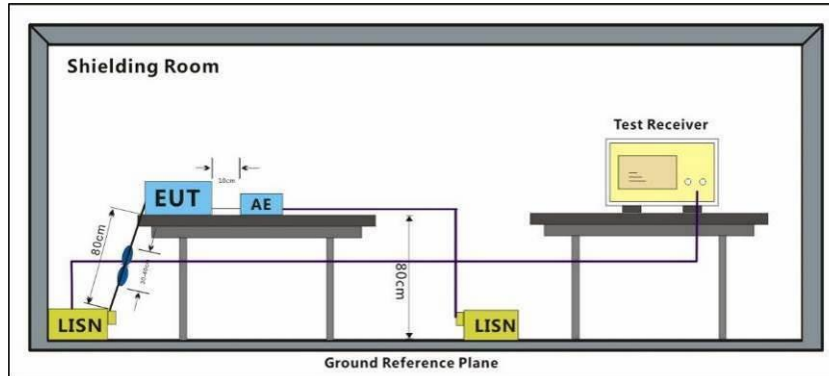 Shielding Room
Test Receiver
10cm
EUT
AE
80cm
80cm
LISN
LISN
Ground Reference Plane